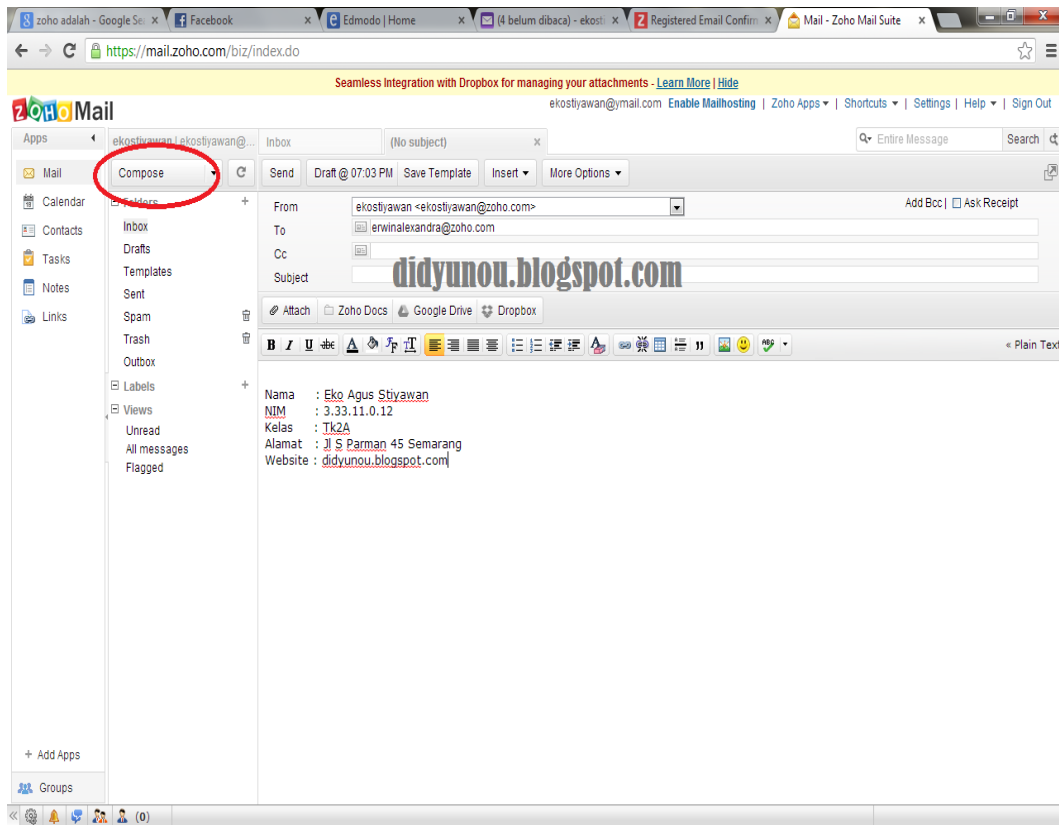 zoho adalah - Google Se
Facebook
Edmodo | Home
(4 belum dibaca) - ekosti
Registered Email Confirm
Mail - Zoho Mail Suite
https://mail.zoho.com/biz/index.do
Seamless Integration with Dropbox for managing your attachments - Learn More | Hide
ZOHO Mail
ekostiyawan@ymail.com Enable Mailhosting | Zoho Apps | Shortcuts | Settings | Help | Sign Out
Apps
ekostiyawan | ekostiyawan@...
Inbox
(No subject)
Entire Message
Search
Mail
Calendar
Contacts
Tasks
Notes
Links
Compose
Folders
Inbox
Drafts
Templates
Sent
Spam
Trash
Outbox
Labels
Views
Unread
All messages
Flagged
Send
Draft @ 07:03 PM
Save Template
Insert
More Options
From ekostiyawan <ekostiyawan@zoho.com>
Add Bcc | Ask Receipt
To erwinalexandra@zoho.com
Cc
Subject
didyunou.blogspot.com
Attach
Zoho Docs
Google Drive
Dropbox
B I U abc A
« Plain Text
Nama : Eko Agus Stiyawan
NIM : 3.33.11.0.12
Kelas : Tk2A
Alamat : Jl S Parman 45 Semarang
Website : didyunou.blogspot.com
+ Add Apps
Groups
(0)